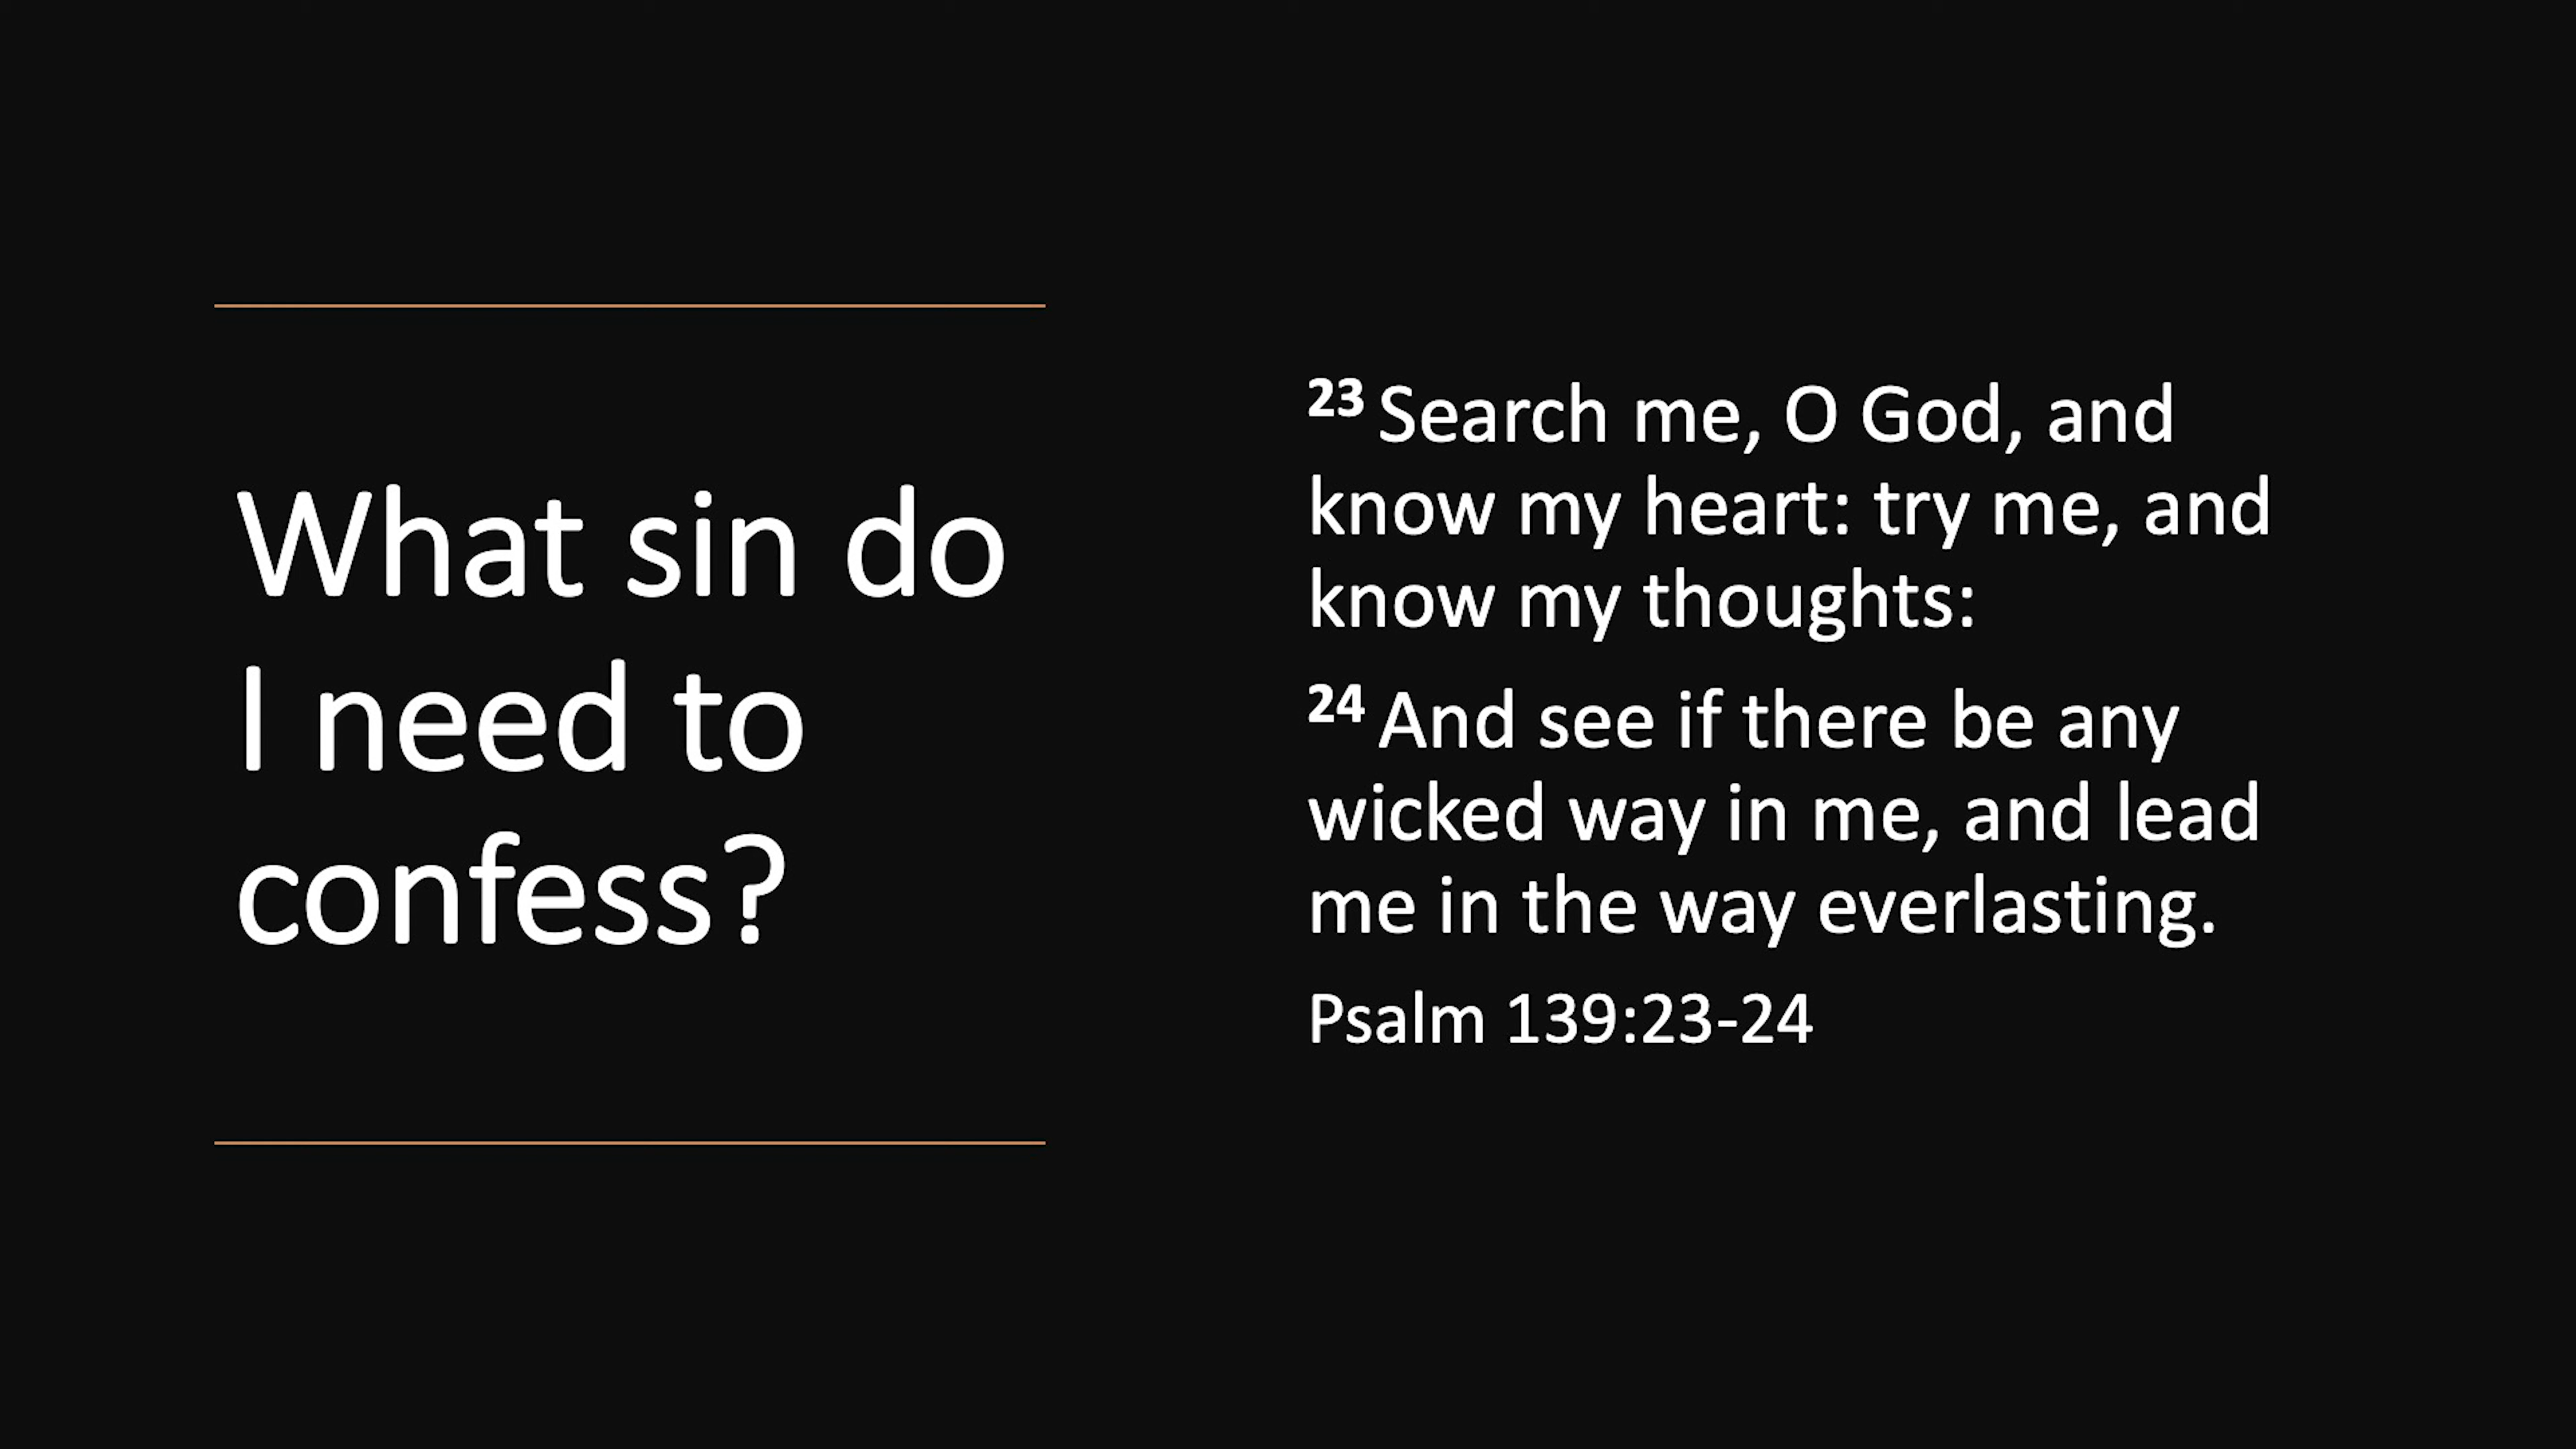 What sin do
I need to
confess?
23 Search me, O God, and
know my heart: try me, and
know my thoughts:
24 And see if there be any
wicked way in me, and lead
me in the way everlasting.
Psalm 139:23-24